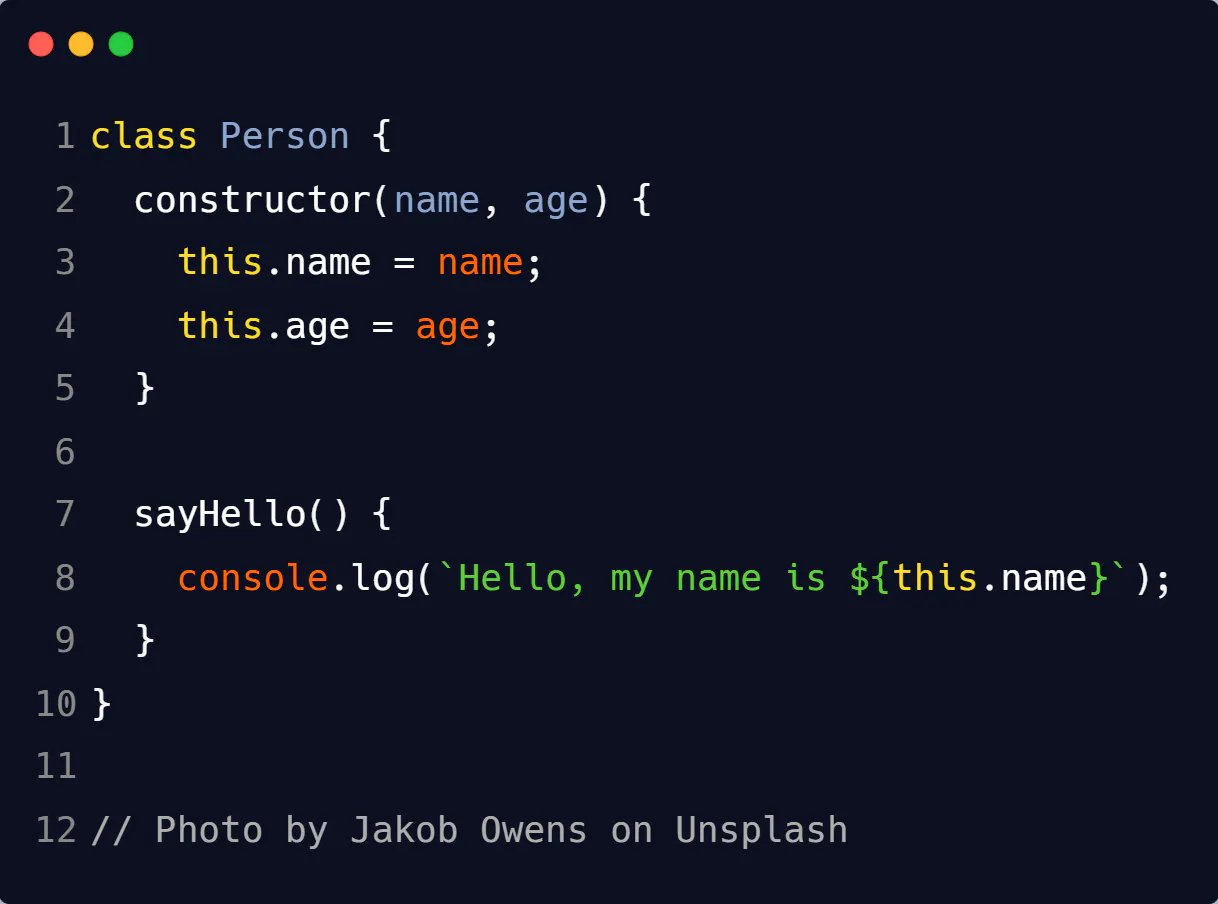 1 class Person {
2   constructor(name, age) {
3     this.name = name;
4     this.age = age;
5   }
6
7   sayHello() {
8     console.log(`Hello, my name is ${this.name}`);
9   }
10 }
11
12 // Photo by Jakob Owens on Unsplash